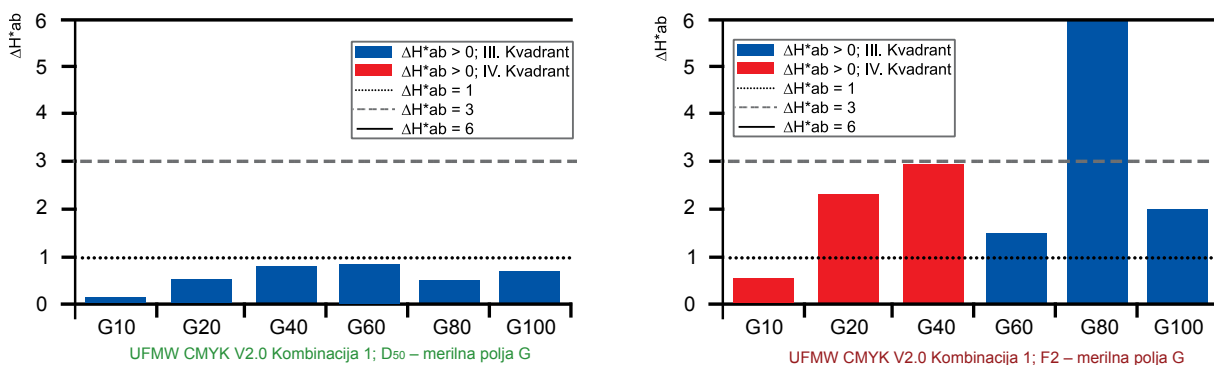 ΔH*ab
6
5
4
3
2
1
0
ΔH*ab > 0; III. Kvadrant
ΔH*ab > 0; IV. Kvadrant
ΔH*ab = 1
ΔH*ab = 3
ΔH*ab = 6
G10 G20 G40 G60 G80 G100
UFMW CMYK V2.0 Kombinacija 1; D50 – merilna polja G
ΔH*ab
6
5
4
3
2
1
0
ΔH*ab > 0; III. Kvadrant
ΔH*ab > 0; IV. Kvadrant
ΔH*ab = 1
ΔH*ab = 3
ΔH*ab = 6
G10 G20 G40 G60 G80 G100
UFMW CMYK V2.0 Kombinacija 1; F2 – merilna polja G